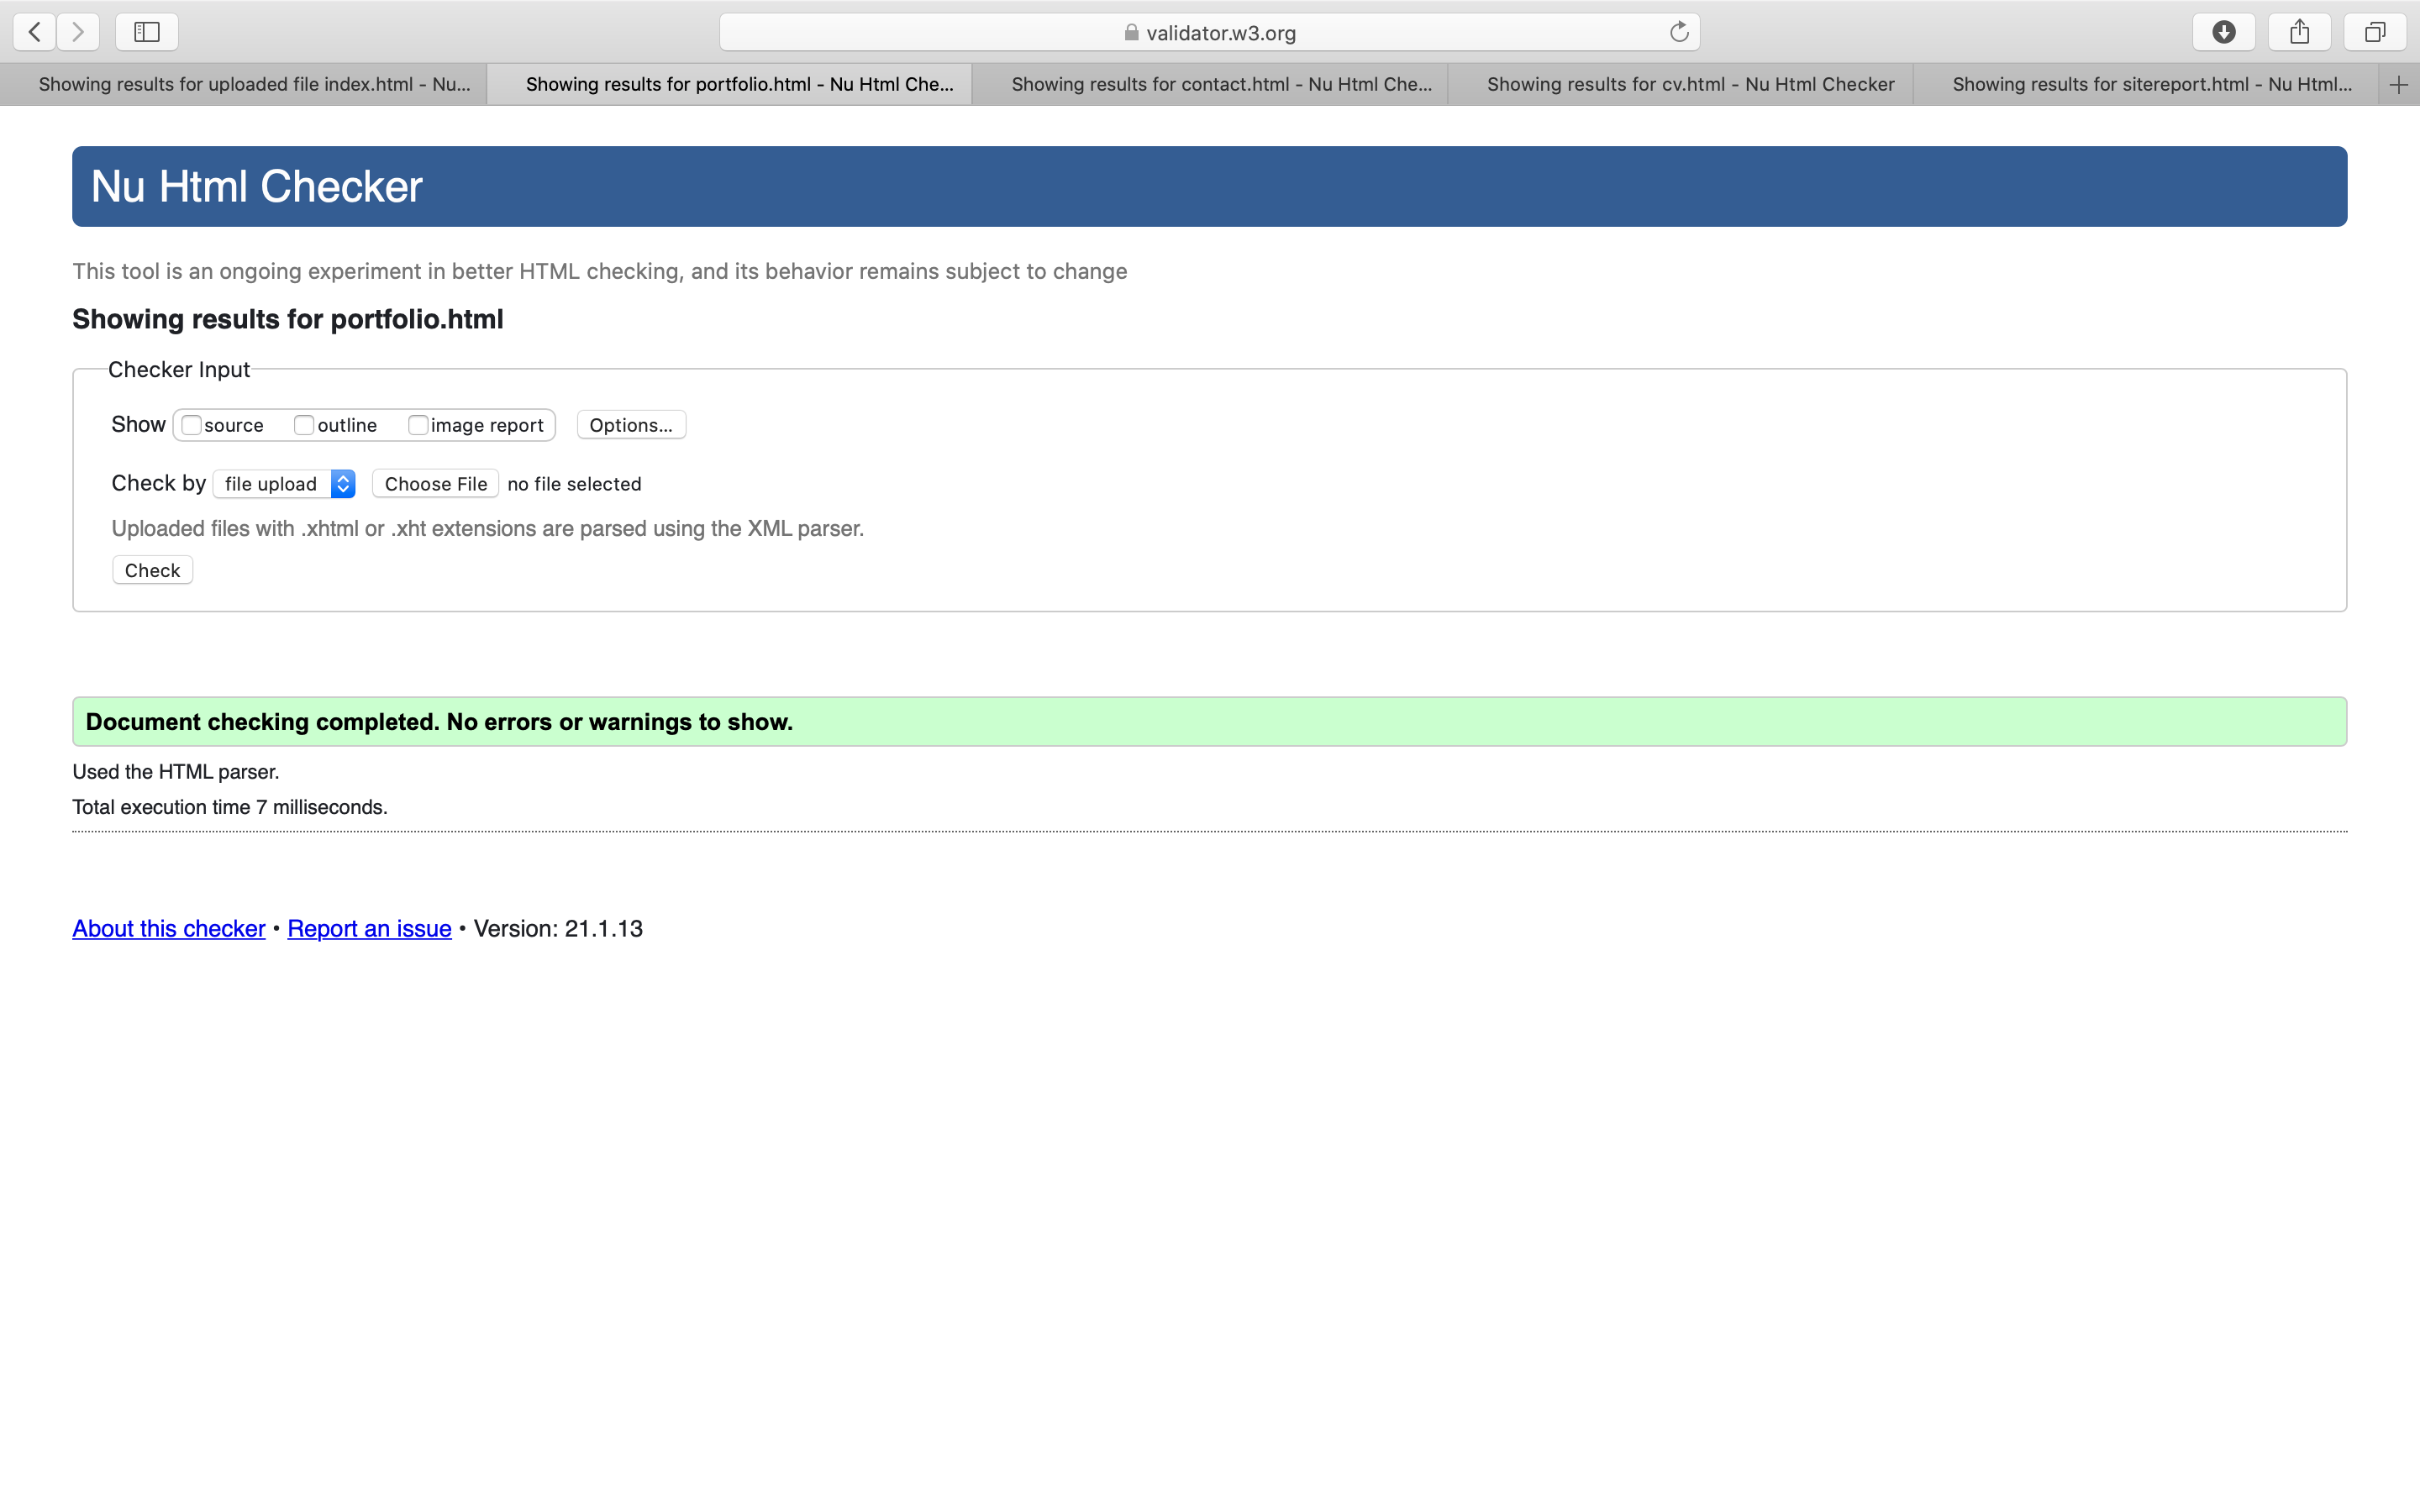 validator.w3.org
Showing results for uploaded file index.html - Nu...
Showing results for portfolio.html - Nu Html Che...
Showing results for contact.html - Nu Html Che...
Showing results for cv.html - Nu Html Checker
Showing results for sitereport.html - Nu Html...
Nu Html Checker
This tool is an ongoing experiment in better HTML checking, and its behavior remains subject to change
Showing results for portfolio.html
Checker Input
Show source outline image report Options...
Check by file upload Choose File no file selected
Uploaded files with .xhtml or .xht extensions are parsed using the XML parser.
Check
Document checking completed. No errors or warnings to show.
Used the HTML parser.
Total execution time 7 milliseconds.
About this checker • Report an issue • Version: 21.1.13